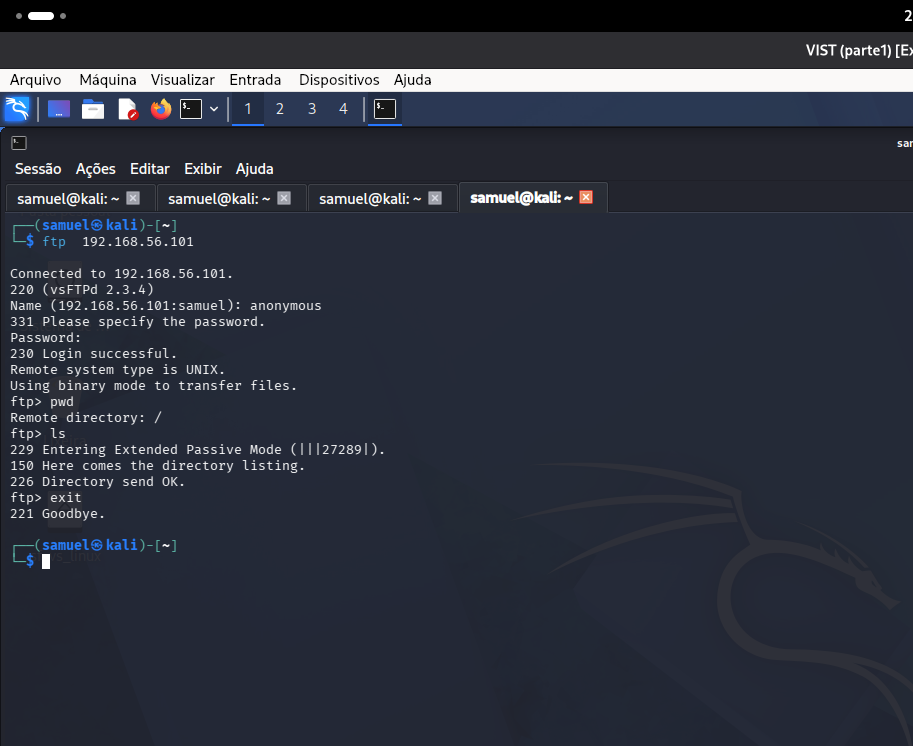 2
VIST (parte1) [Ex
Arquivo Máquina Visualizar Entrada Dispositivos Ajuda
1 2 3 4
sar
Sessão Ações Editar Exibir Ajuda
samuel@kali: ~ samuel@kali: ~ samuel@kali: ~ samuel@kali: ~
┌──(samuel㉿kali)-[~]
└─$ ftp  192.168.56.101
Connected to 192.168.56.101.
220 (vsFTPd 2.3.4)
Name (192.168.56.101:samuel): anonymous
331 Please specify the password.
Password:
230 Login successful.
Remote system type is UNIX.
Using binary mode to transfer files.
ftp> pwd
Remote directory: /
ftp> ls
229 Entering Extended Passive Mode (|||27289|).
150 Here comes the directory listing.
226 Directory send OK.
ftp> exit
221 Goodbye.
┌──(samuel㉿kali)-[~]
└─$